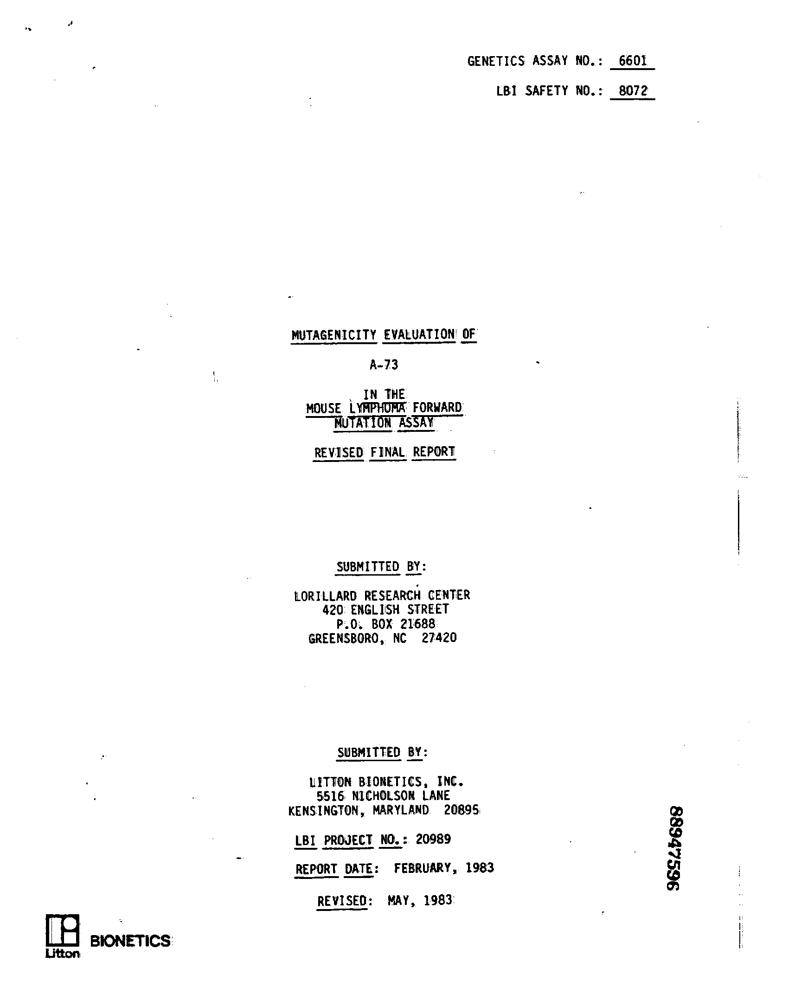 GENETICS ASSAY NO.: 6601
LBI SAFETY NO.: 8072
MUTAGENICITY EVALUATION OF
A-73
IN THE
MOUSE LYMPHOMA FORWARD
MUTATION ASSAY
REVISED FINAL REPORT
SUBMITTED BY:
LORILLARD RESEARCH CENTER
420 ENGLISH STREET
P.O. BOX 21688
GREENSBORO, NC 27420
SUBMITTED BY:
LITTON BIONETICS, INC.
5516 NICHOLSON LANE
KENSINGTON, MARYLAND 20895
LBI PROJECT NO.: 20989
REPORT DATE: FEBRUARY, 1983
REVISED: MAY, 1983
88947596
BIONETICS
Litton